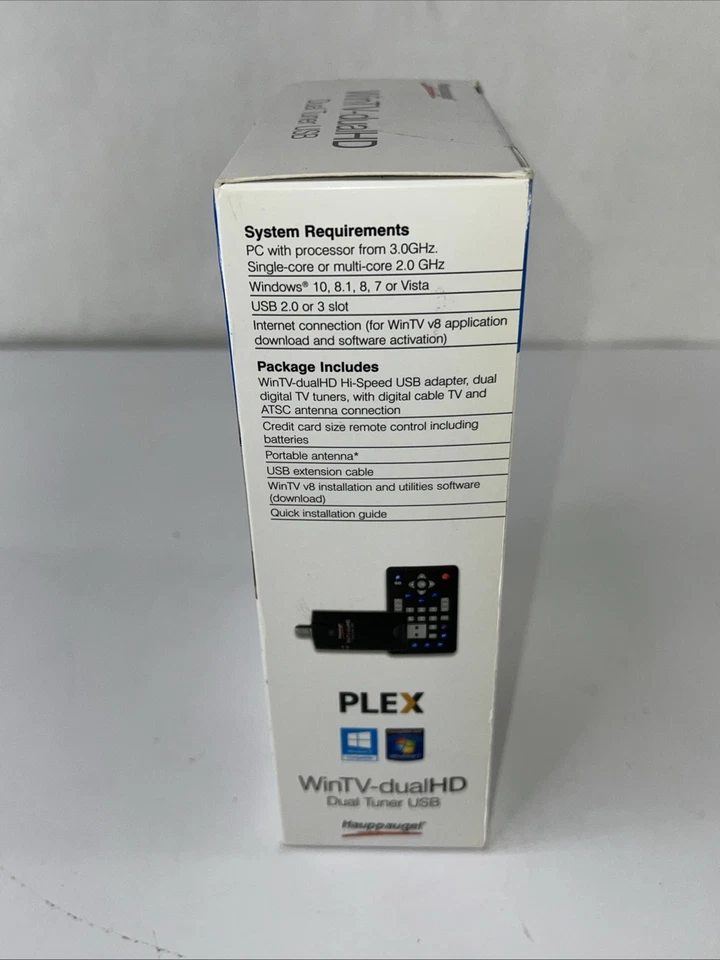 WinTV-dualHD
Dual Tuner USB
System Requirements
PC with processor from 3.0GHz.
Single-core or multi-core 2.0 GHz
Windows® 10, 8.1, 8, 7 or Vista
USB 2.0 or 3 slot
Internet connection (for WinTV v8 application
download and software activation)
Package Includes
WinTV-dualHD Hi-Speed USB adapter, dual
digital TV tuners, with digital cable TV and
ATSC antenna connection
Credit card size remote control including
batteries
Portable antenna*
USB extension cable
WinTV v8 installation and utilities software
(download)
Quick installation guide
PLEX
WinTV-dualHD
Dual Tuner USB
Hauppauge!